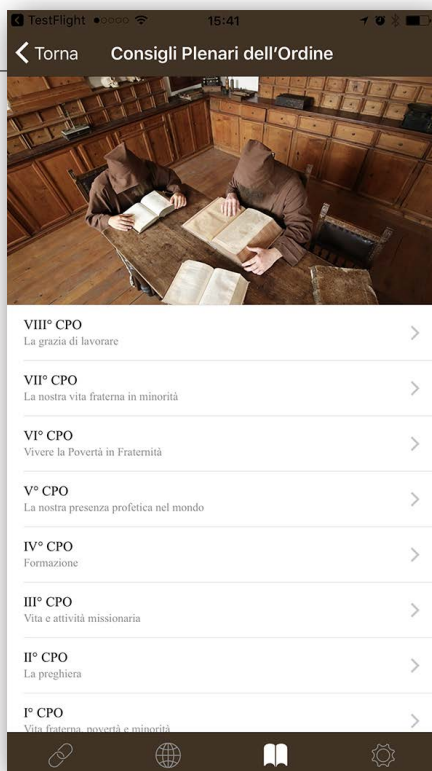 TestFlight 15:41
Torna Consigli Plenari dell'Ordine
VIII° CPO
La grazia di lavorare
VII° CPO
La nostra vita fraterna in minorità
VI° CPO
Vivere la Povertà in Fraternità
V° CPO
La nostra presenza profetica nel mondo
IV° CPO
Formazione
III° CPO
Vita e attività missionaria
II° CPO
La preghiera
I° CPO
Vita fraterna, povertà e minorità